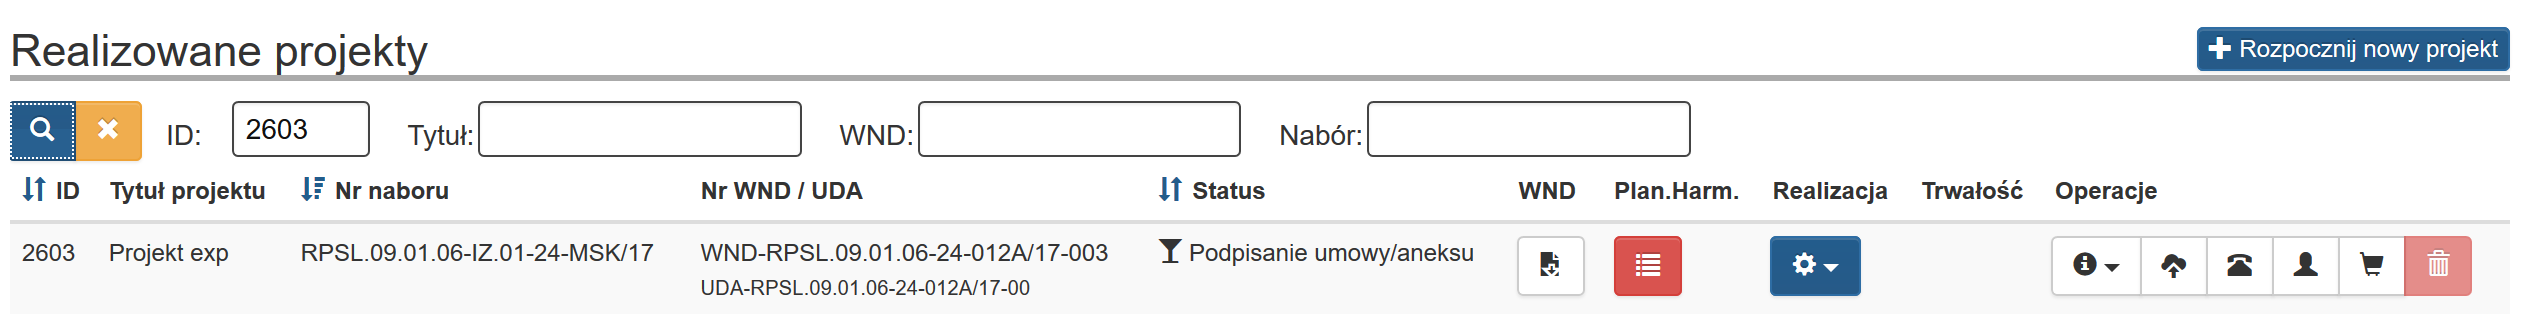 Realizowane projekty
Rozpocznij nowy projekt
ID: 2603 Tytuł: WND: Nabór:
ID Tytuł projektu Nr naboru Nr WND / UDA Status WND Plan.Harm. Realizacja Trwałość Operacje
2603 Projekt exp RPSL.09.01.06-IZ.01-24-MSK/17 WND-RPSL.09.01.06-24-012A/17-003 Podpisanie umowy/aneksu
UDA-RPSL.09.01.06-24-012A/17-00